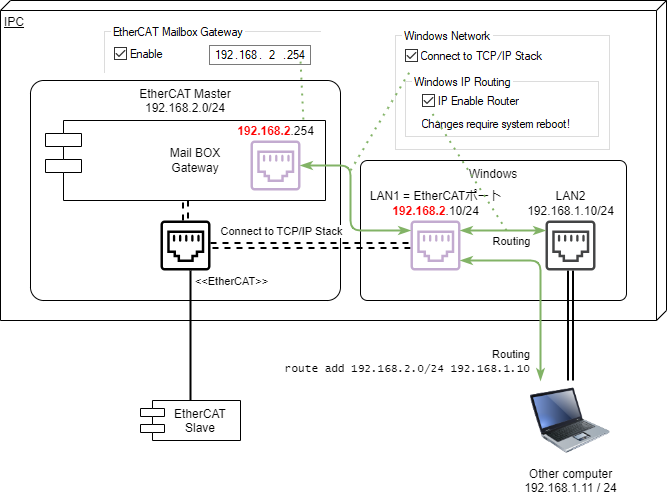 IPC
EtherCAT Mailbox Gateway
Enable
192.168. 2 .254
Windows Network
Connect to TCP/IP Stack
Windows IP Routing
IP Enable Router
Changes require system reboot!
EtherCAT Master
192.168.2.0/24
192.168.2.254
Mail BOX
Gateway
Windows
LAN1 = EtherCATポート
192.168.2.10/24
LAN2
192.168.1.10/24
Connect to TCP/IP Stack
Routing
<<EtherCAT>>
Routing
route add 192.168.2.0/24 192.168.1.10
EtherCAT
Slave
Other computer
192.168.1.11 / 24